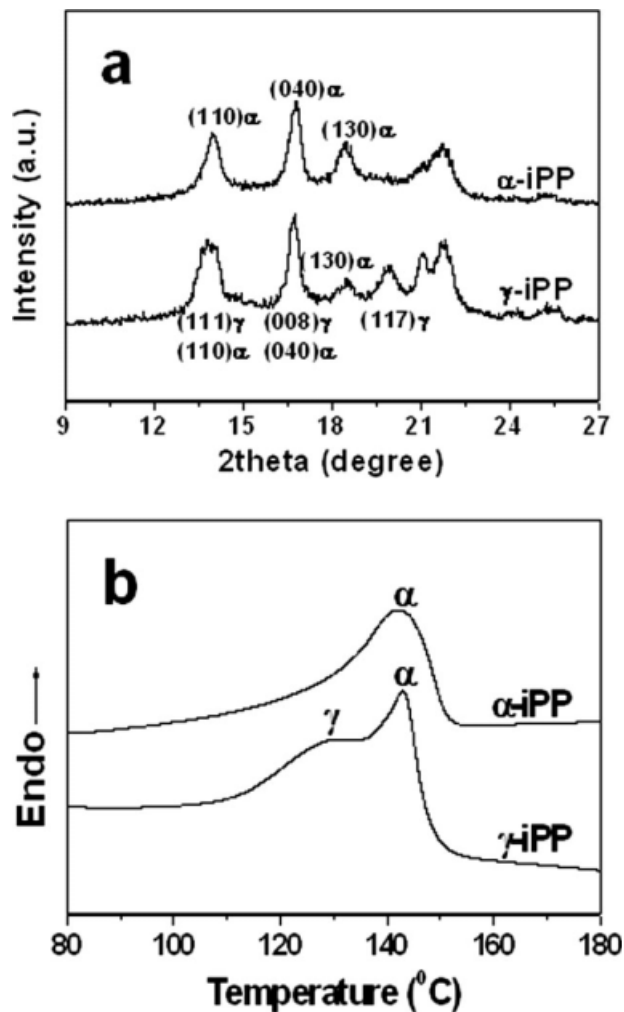 a
(040)α
(110)α
(130)α
α-iPP
(130)α
γ-iPP
(111)γ (008)γ (117)γ
(110)α (040)α
Intensity (a.u.)
9 12 15 18 21 24 27
2theta (degree)
b
α
α
γ
α-iPP
γ-iPP
Endo →
80 100 120 140 160 180
Temperature (⁰C)